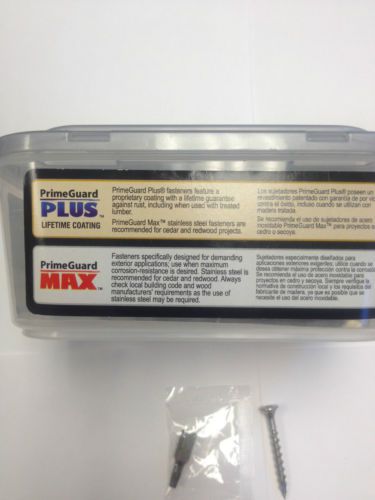 PrimeGuard
PLUS™
LIFETIME COATING
PrimeGuard Plus® fasteners feature a
proprietary coating with a lifetime guarantee
against rust, including when used with treated
lumber.
PrimeGuard Max™ stainless steel fasteners are
recommended for cedar and redwood projects.
Los sujetadores PrimeGuard Plus® poseen un
revestimiento patentado con garantía de por vida
contra el óxido, incluso cuando se utilizan con
madera tratada.
Se recomienda el uso de sujetadores de acero
inoxidable PrimeGuard Max™ para proyectos
cedro o secoya.
PrimeGuard
MAX™
Fasteners specifically designed for demanding
exterior applications; use when maximum
corrosion-resistance is desired. Stainless steel is
recommended for cedar and redwood. Always
check local building code and wood
manufacturers' requirements as the use of
stainless steel may be required.
Sujetadores especialmente diseñados para
aplicaciones exteriores exigentes; utilice cuando se
desea obtener máxima protección contra la
Se recomienda el uso de acero inoxidable para
proyectos en cedro y secoya. Siempre verifique la
normativa de construcción local y los requisitos del
fabricante de madera, ya que es posible que se
necesite el uso del acero inoxidable.